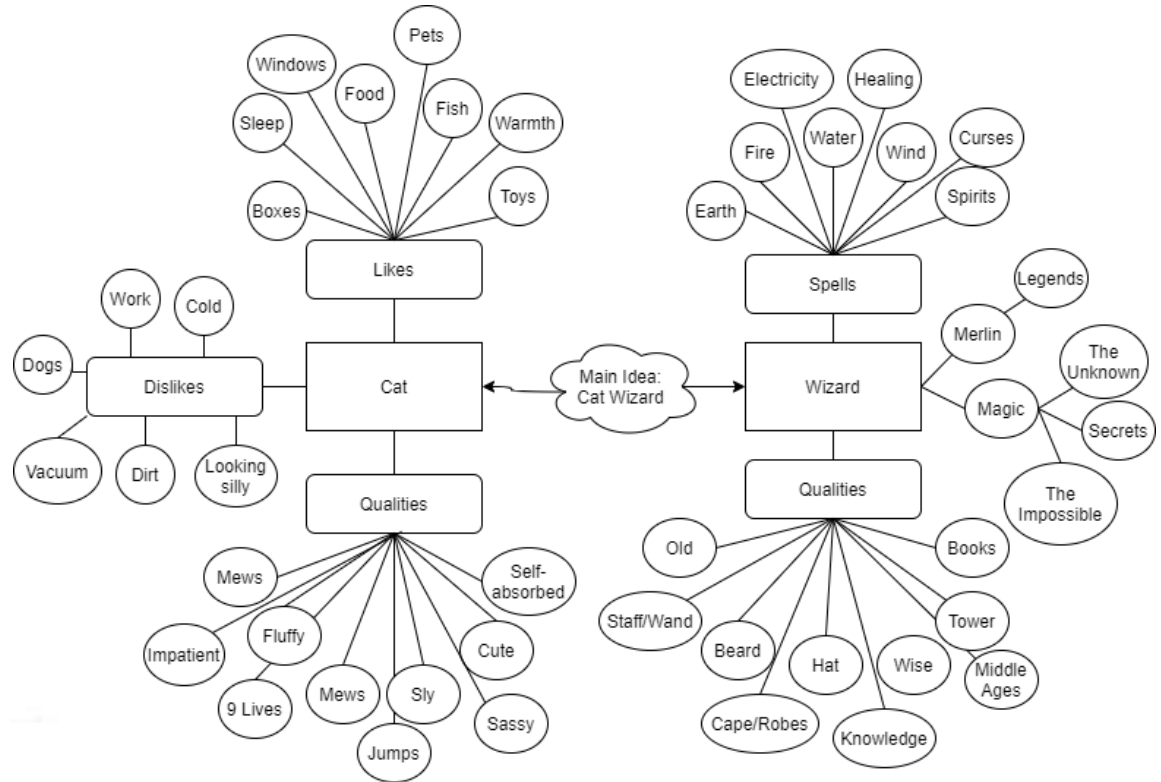 Pets
Windows
Food
Fish
Sleep
Warmth
Boxes
Toys
Likes
Work
Cold
Dogs
Dislikes
Cat
Vacuum
Dirt
Looking
silly
Qualities
Mews
Self-
absorbed
Impatient
Fluffy
Cute
9 Lives
Mews
Sly
Sassy
Jumps
Main Idea:
Cat Wizard
Electricity
Healing
Water
Curses
Fire
Wind
Earth
Spirits
Spells
Legends
Merlin
Wizard
The
Unknown
Magic
Secrets
The
Impossible
Qualities
Old
Books
Staff/Wand
Tower
Beard
Hat
Wise
Middle
Ages
Cape/Robes
Knowledge